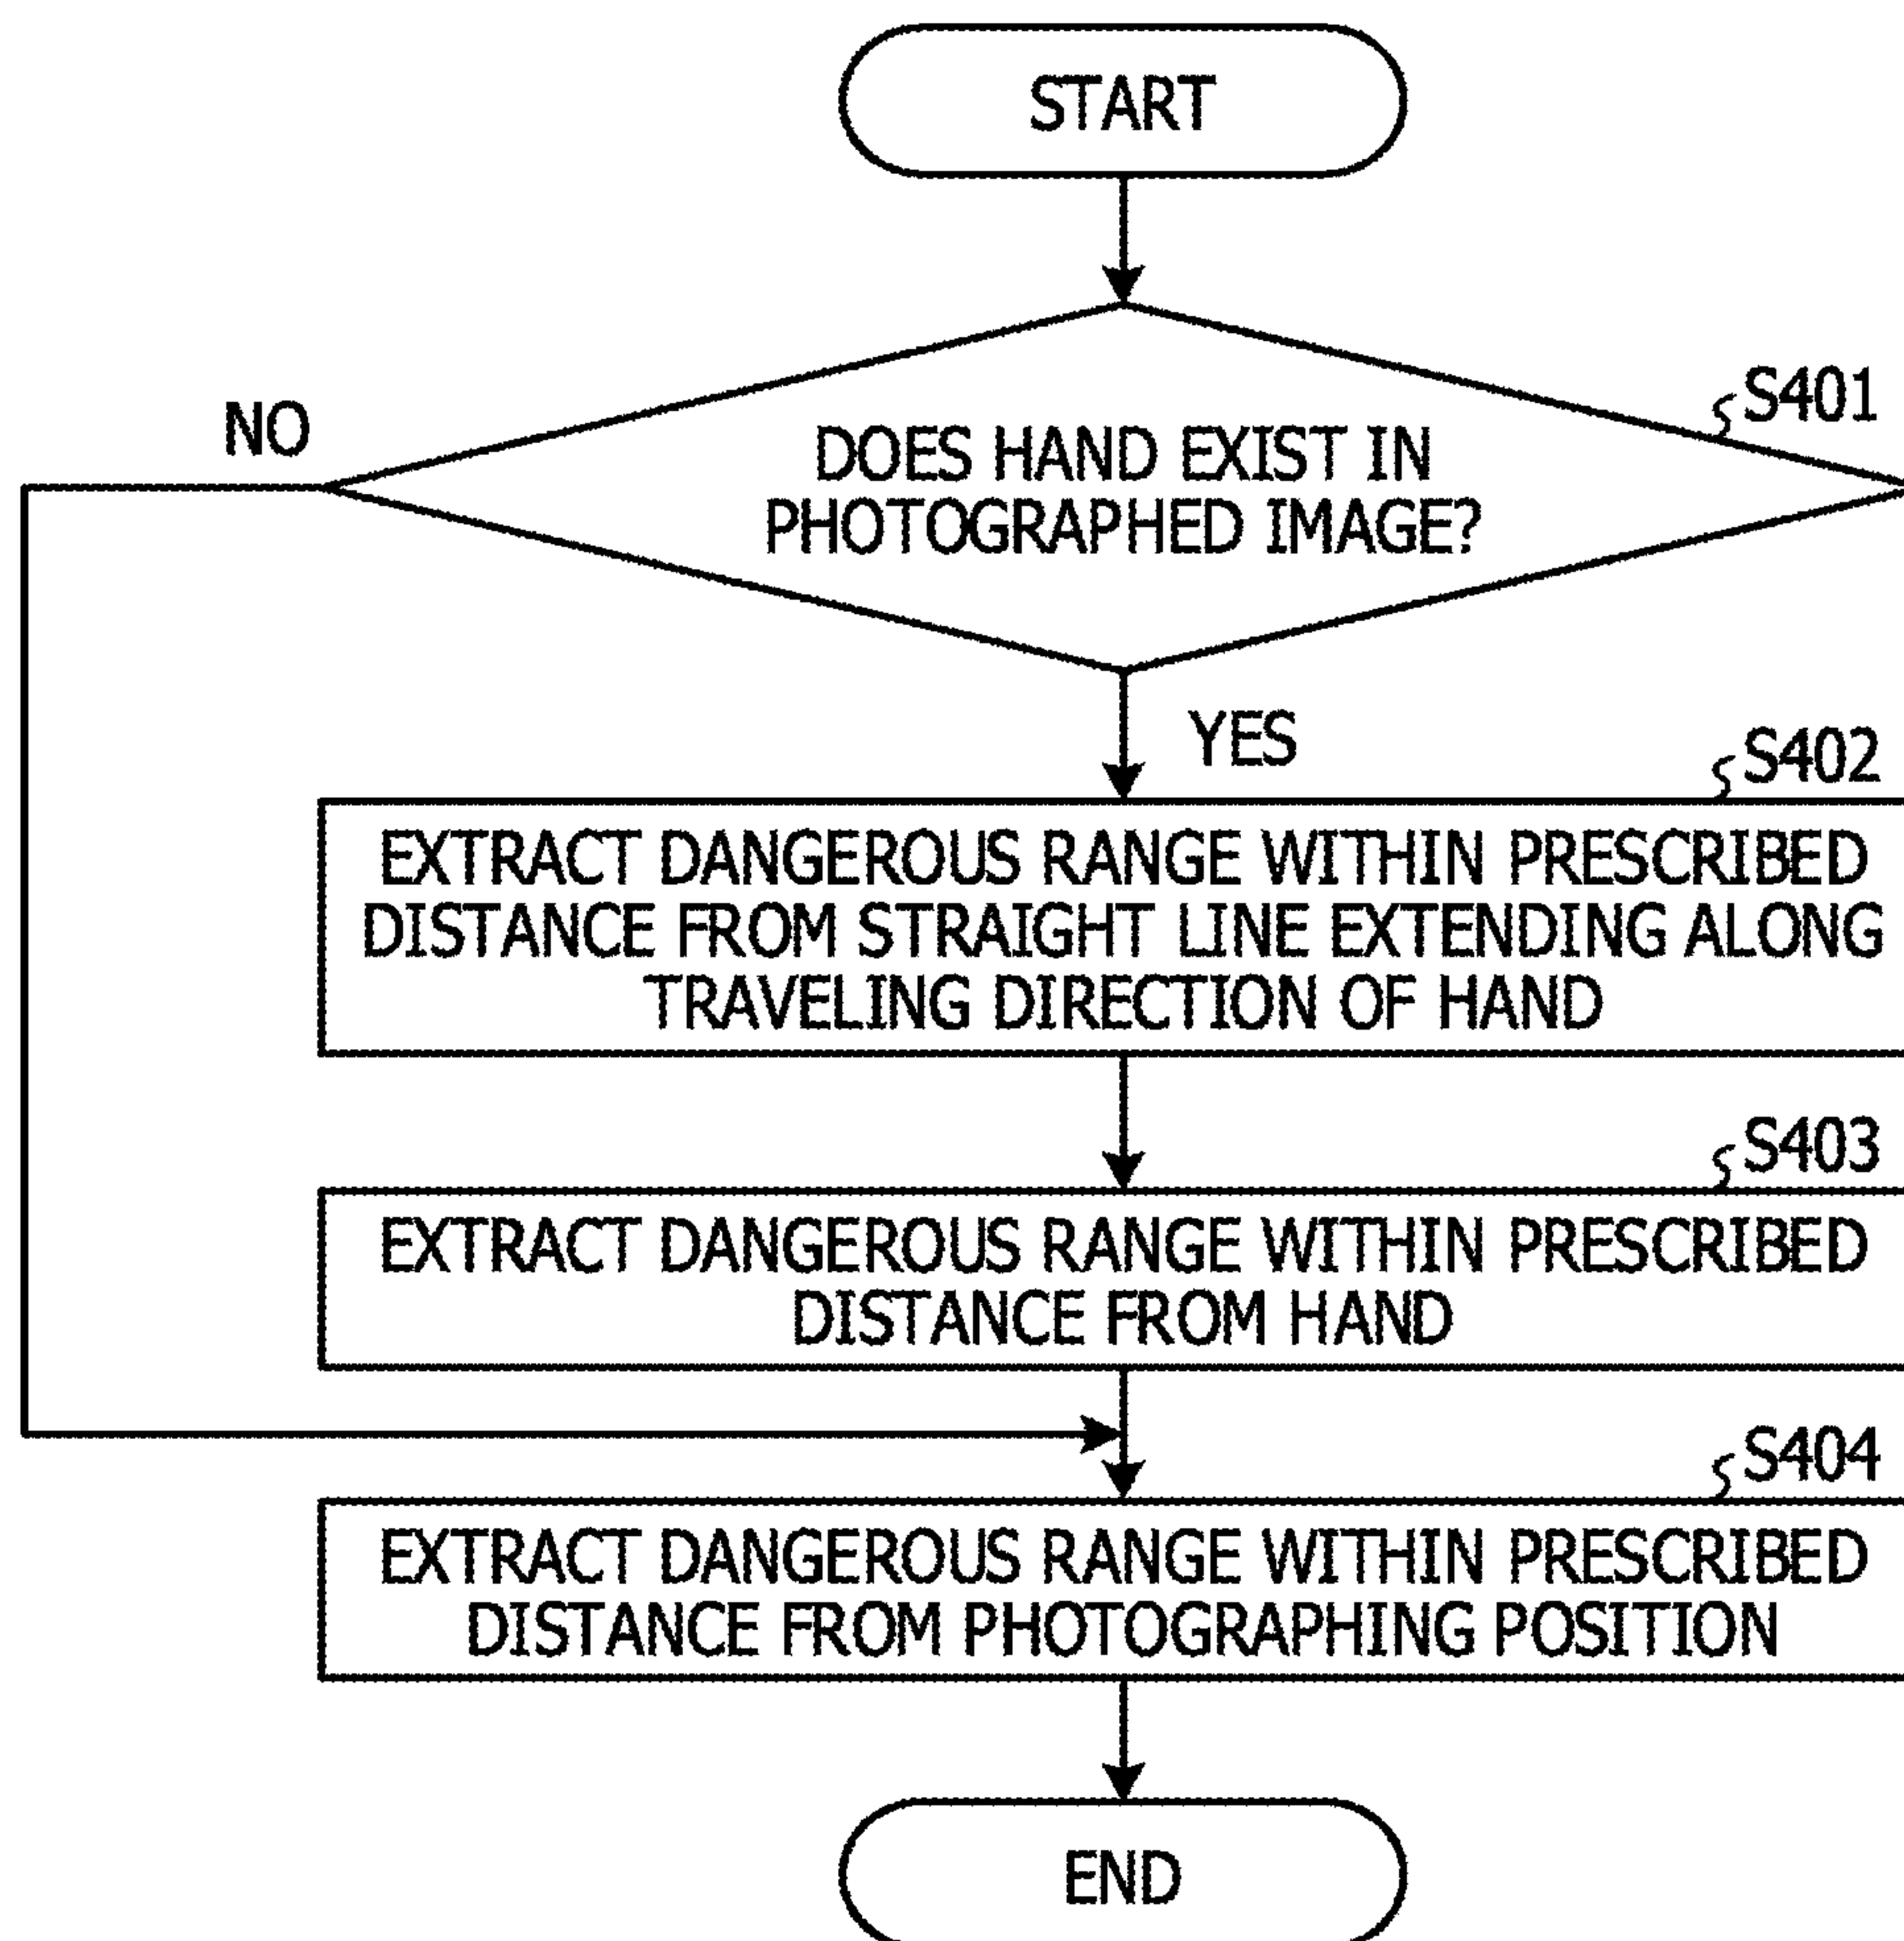 START
NO
S401
DOES HAND EXIST IN
PHOTOGRAPHED IMAGE?
YES
S402
EXTRACT DANGEROUS RANGE WITHIN PRESCRIBED
DISTANCE FROM STRAIGHT LINE EXTENDING ALONG
TRAVELING DIRECTION OF HAND
S403
EXTRACT DANGEROUS RANGE WITHIN PRESCRIBED
DISTANCE FROM HAND
S404
EXTRACT DANGEROUS RANGE WITHIN PRESCRIBED
DISTANCE FROM PHOTOGRAPHING POSITION
END